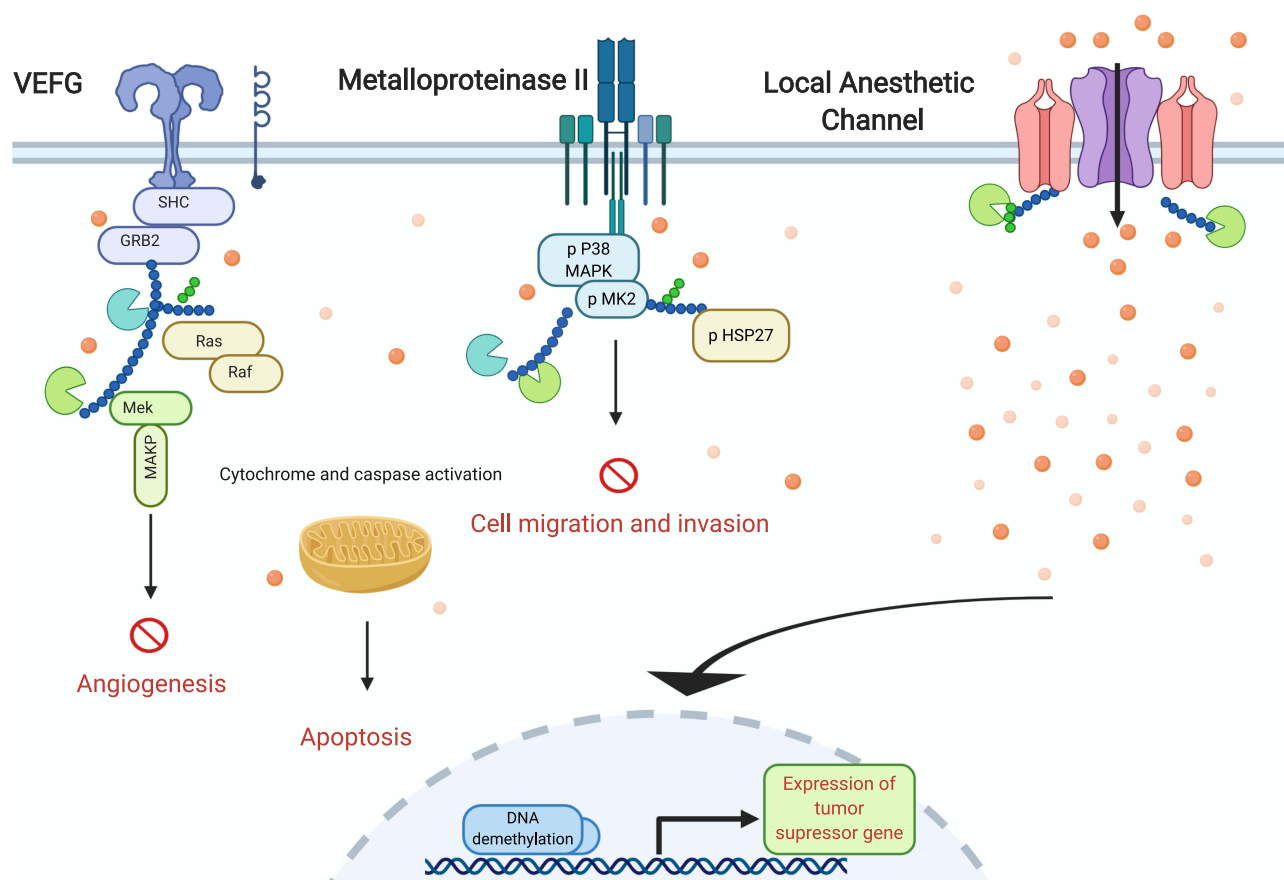 VEFG
Metalloproteinase II
Local Anesthetic
Channel
SHC
GRB2
Ras
Raf
Mek
MAKP
p P38
MAPK
p MK2
p HSP27
Cytochrome and caspase activation
Cell migration and invasion
Angiogenesis
Apoptosis
DNA
demethylation
Expression of
tumor
supressor gene